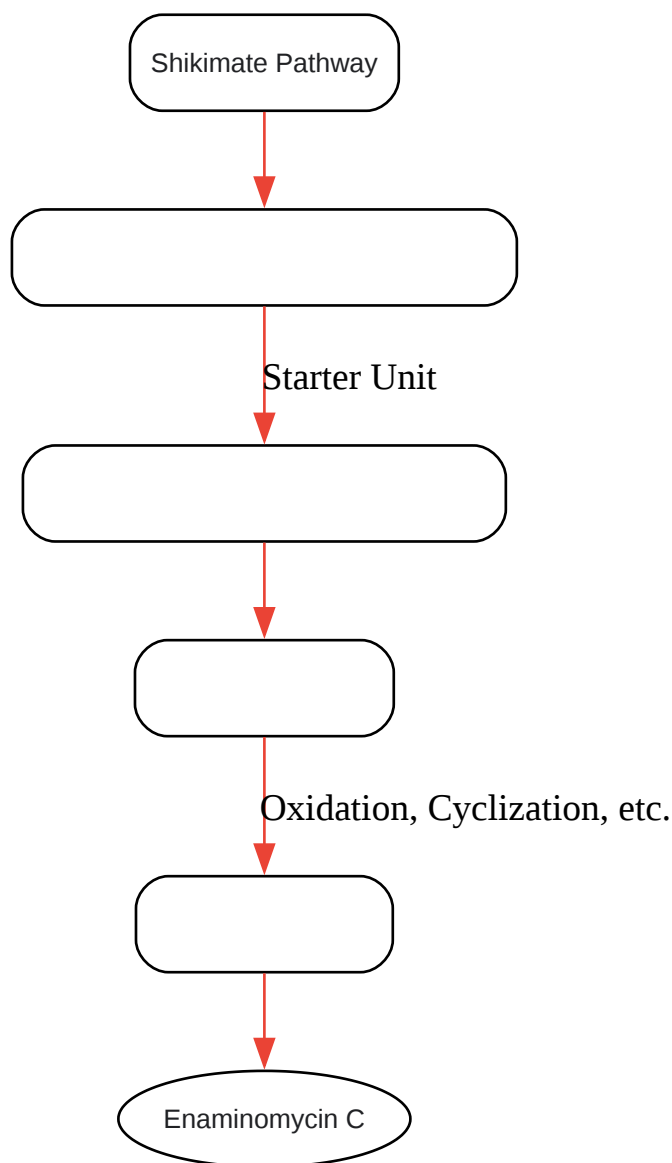 Shikimate Pathway
Starter Unit
Oxidation, Cyclization, etc.
Enaminomycin C